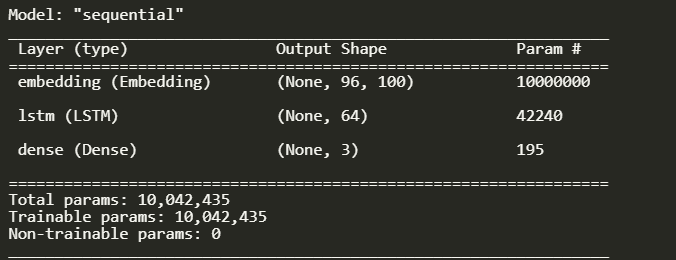 Model: "sequential"
_________________________________________________________________
Layer (type) Output Shape Param #
=================================================================
embedding (Embedding) (None, 96, 100) 10000000
lstm (LSTM) (None, 64) 42240
dense (Dense) (None, 3) 195
=================================================================
Total params: 10,042,435
Trainable params: 10,042,435
Non-trainable params: 0
_________________________________________________________________